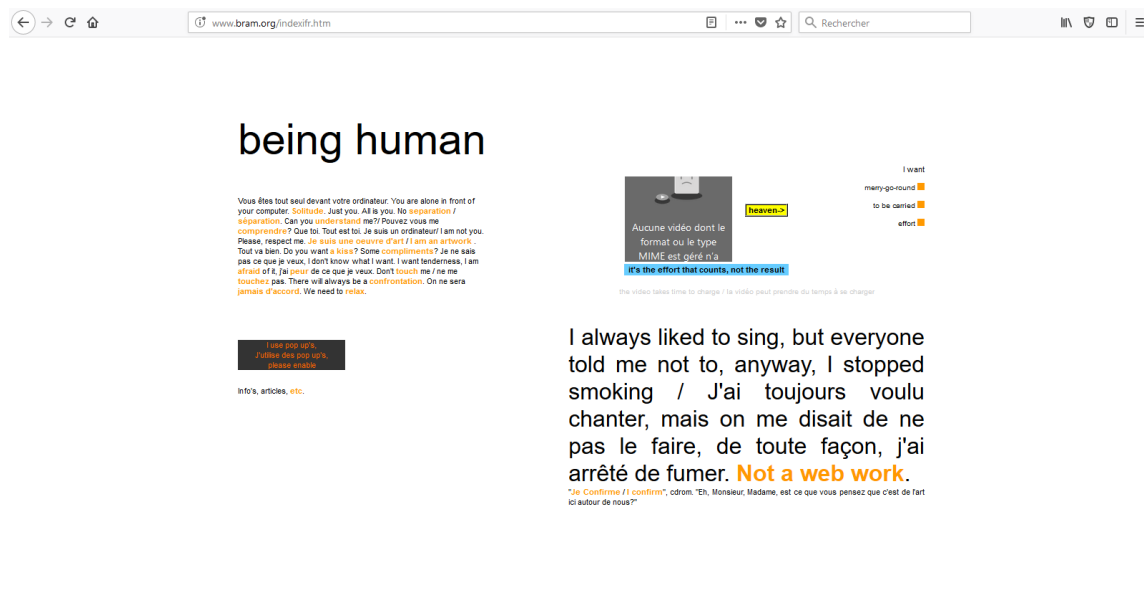 www.bram.org/indexifr.htm
Rechercher
being human
Vous êtes tout seul devant votre ordinateur. You are alone in front of
your computer. Solitude. Just you. All is you. No separation /
séparation. Can you understand me?/ Pouvez vous me
comprendre? Que toi. Tout est toi. Je suis un ordinateur/ I am not you.
Please, respect me. Je suis une oeuvre d'art / I am an artwork .
Tout va bien. Do you want a kiss? Some compliments? Je ne sais
pas ce que je veux, I don't know what I want. I want tenderness, I am
afraid of it, j'ai peur de ce que je veux. Don't touch me / ne me
touchez pas. There will always be a confrontation. On ne sera
jamais d'accord. We need to relax.
I use pop up's,
J'utilise des pop up's,
please enable
Info's, articles, etc.
Aucune vidéo dont le
format ou le type
MIME est géré n'a
heaven->
it's the effort that counts, not the result
the video takes time to charge / la vidéo peut prendre du temps à se charger
I want
merry-go-round
to be carried
effort
I always liked to sing, but everyone
told me not to, anyway, I stopped
smoking / J'ai toujours voulu
chanter, mais on me disait de ne
pas le faire, de toute façon, j'ai
arrêté de fumer. Not a web work.
"Je Confirme / I confirm", cdrom. "Eh, Monsieur, Madame, est ce que vous pensez que c'est de l'art
ici autour de nous?"